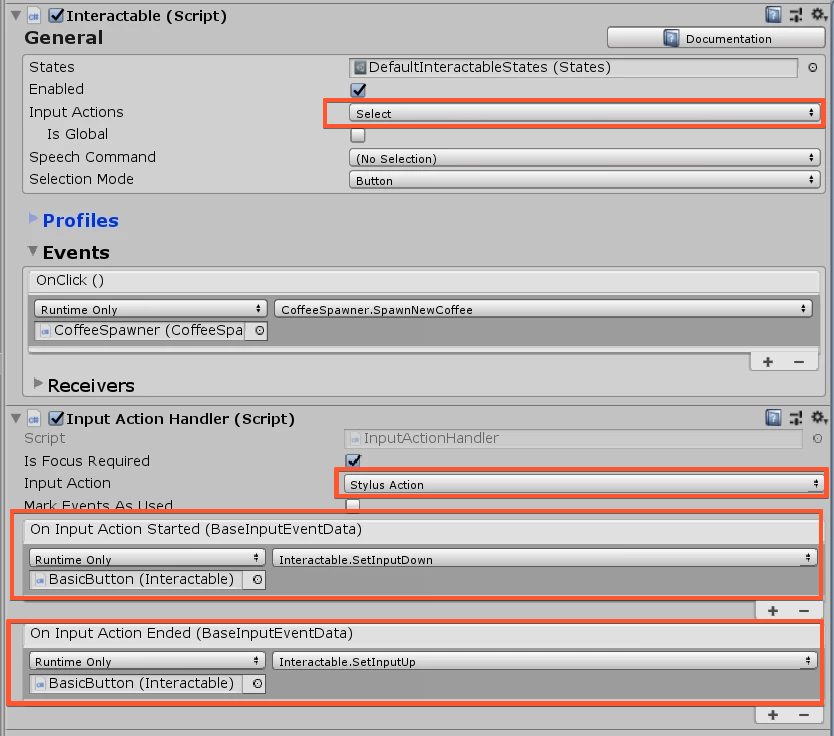 Interactable (Script)
General
Documentation
States
DefaultInteractableStates (States)
Enabled
Input Actions
Select
Is Global
Speech Command
(No Selection)
Selection Mode
Button
Profiles
Events
OnClick ()
Runtime Only
CoffeeSpawner.SpawnNewCoffee
CoffeeSpawner (CoffeeSpa
Receivers
Input Action Handler (Script)
Script
InputActionHandler
Is Focus Required
Input Action
Stylus Action
Mark Events As Used
On Input Action Started (BaseInputEventData)
Runtime Only
Interactable.SetInputDown
BasicButton (Interactable)
On Input Action Ended (BaseInputEventData)
Runtime Only
Interactable.SetInputUp
BasicButton (Interactable)